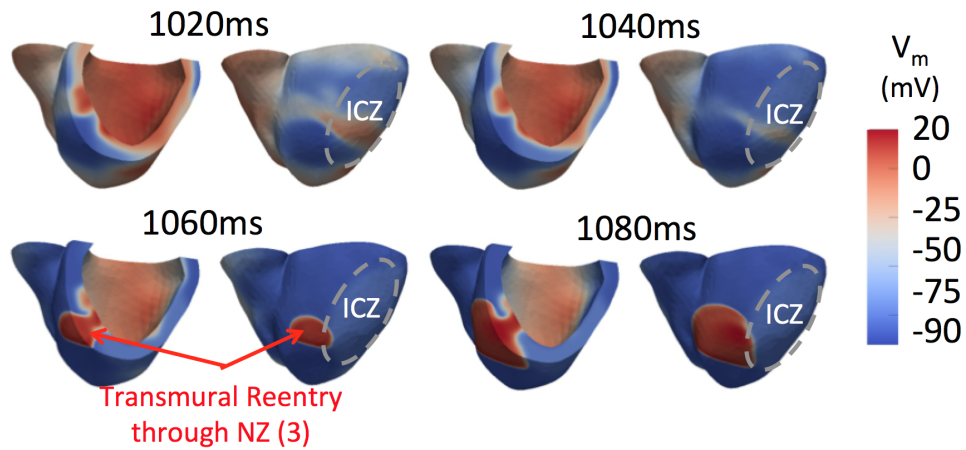 1020ms
1040ms
ICZ
ICZ
1060ms
1080ms
ICZ
ICZ
Transmural Reentry
through NZ (3)
Vm
(mV)
20
0
-25
-50
-75
-90